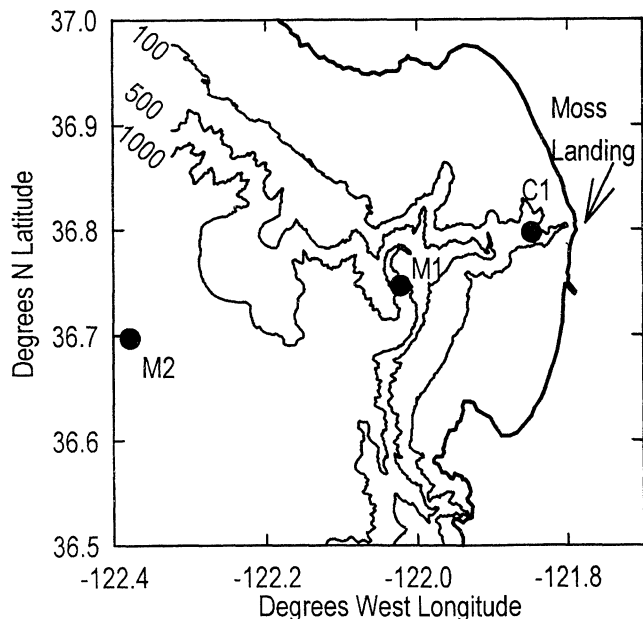 37.0
36.9
36.8
36.7
36.6
36.5
Degrees N Latitude
100
500
1000
Moss
Landing
C1
M1
M2
-122.4
-122.2
-122.0
-121.8
Degrees West Longitude